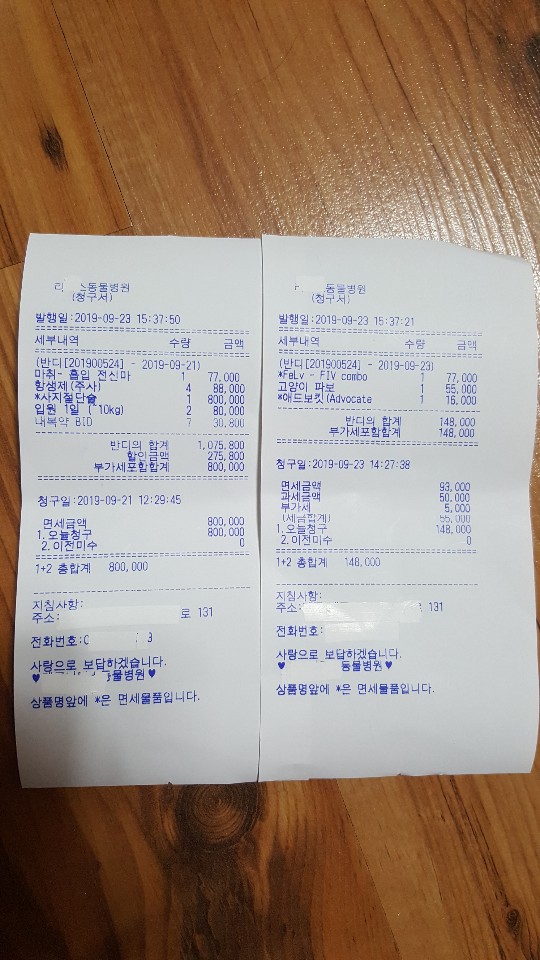 동물병원
(청구서)
발행일:2019-09-23 15:37:50
세부내역 수량 금액
(반디[201900524] - 2019-09-21)
마취- 흡입 전신마 1 77,000
항생제(주사) 4 88,000
*사지절단술 1 800,000
입원 1일 (~10kg) 2 80,000
내복약 BID 7 30,800
반디의 합계 1,075,800
할인금액 275,800
부가세포함합계 800,000
청구일:2019-09-21 12:29:45
면세금액 800,000
1.오늘청구 800,000
2.이전미수 0
1+2 총합계 800,000
지침사항:
주소: 로 131
전화번호:
사랑으로 보답하겠습니다.
♥ 동물병원♥
상품명앞에 *은 면세물품입니다.
동물병원
(청구서)
발행일:2019-09-23 15:37:21
세부내역 수량 금액
(반디[201900524] - 2019-09-23)
*FeLv - FIV combo 1 77,000
고양이 파보 1 55,000
*애드보킷(Advocate 1 16,000
반디의 합계 148,000
부가세포함합계 148,000
청구일:2019-09-23 14:27:38
면세금액 93,000
과세금액 50,000
부가세 5,000
(세금합계) 55,000
1.오늘청구 148,000
2.이전미수 0
1+2 총합계 148,000
지침사항:
주소: 131
전화번호:
사랑으로 보답하겠습니다.
♥ 동물병원♥
상품명앞에 *은 면세물품입니다.